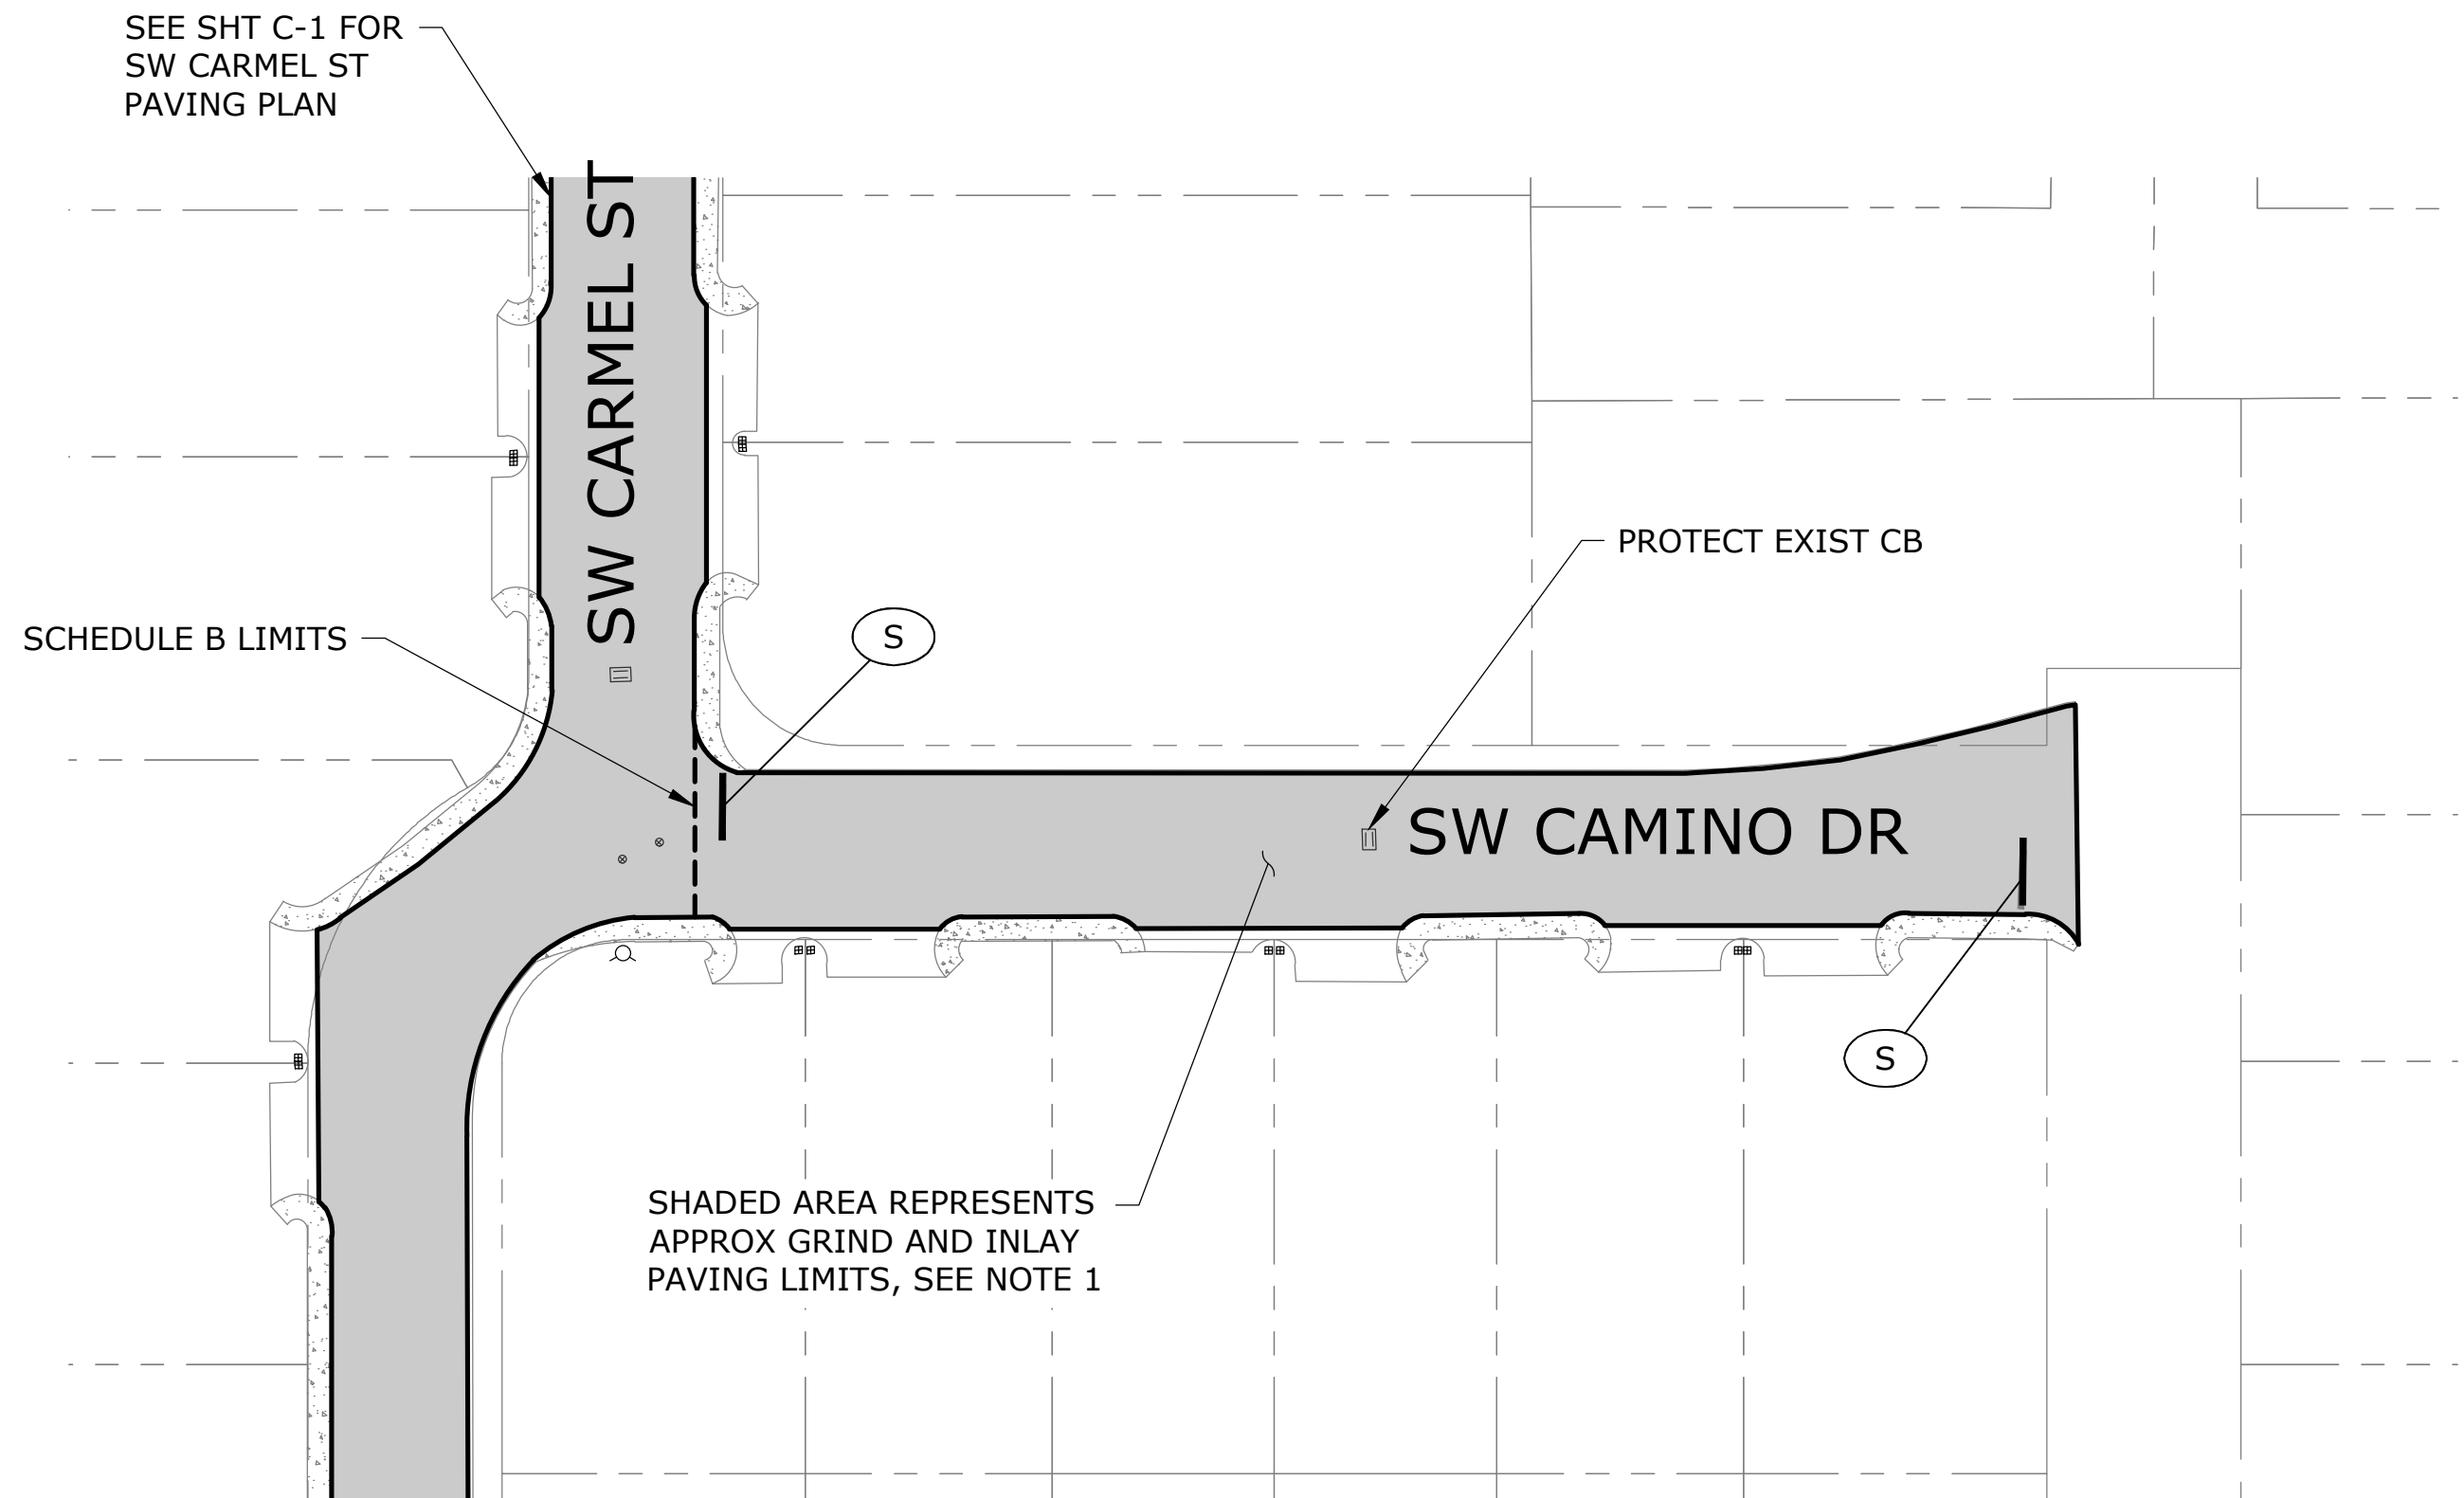 SEE SHT C-1 FOR
SW CARMEL ST
PAVING PLAN
SW CARMEL ST
PROTECT EXIST CB
SCHEDULE B LIMITS
S
SW CAMINO DR
S
SHADED AREA REPRESENTS
APPROX GRIND AND INLAY
PAVING LIMITS, SEE NOTE 1